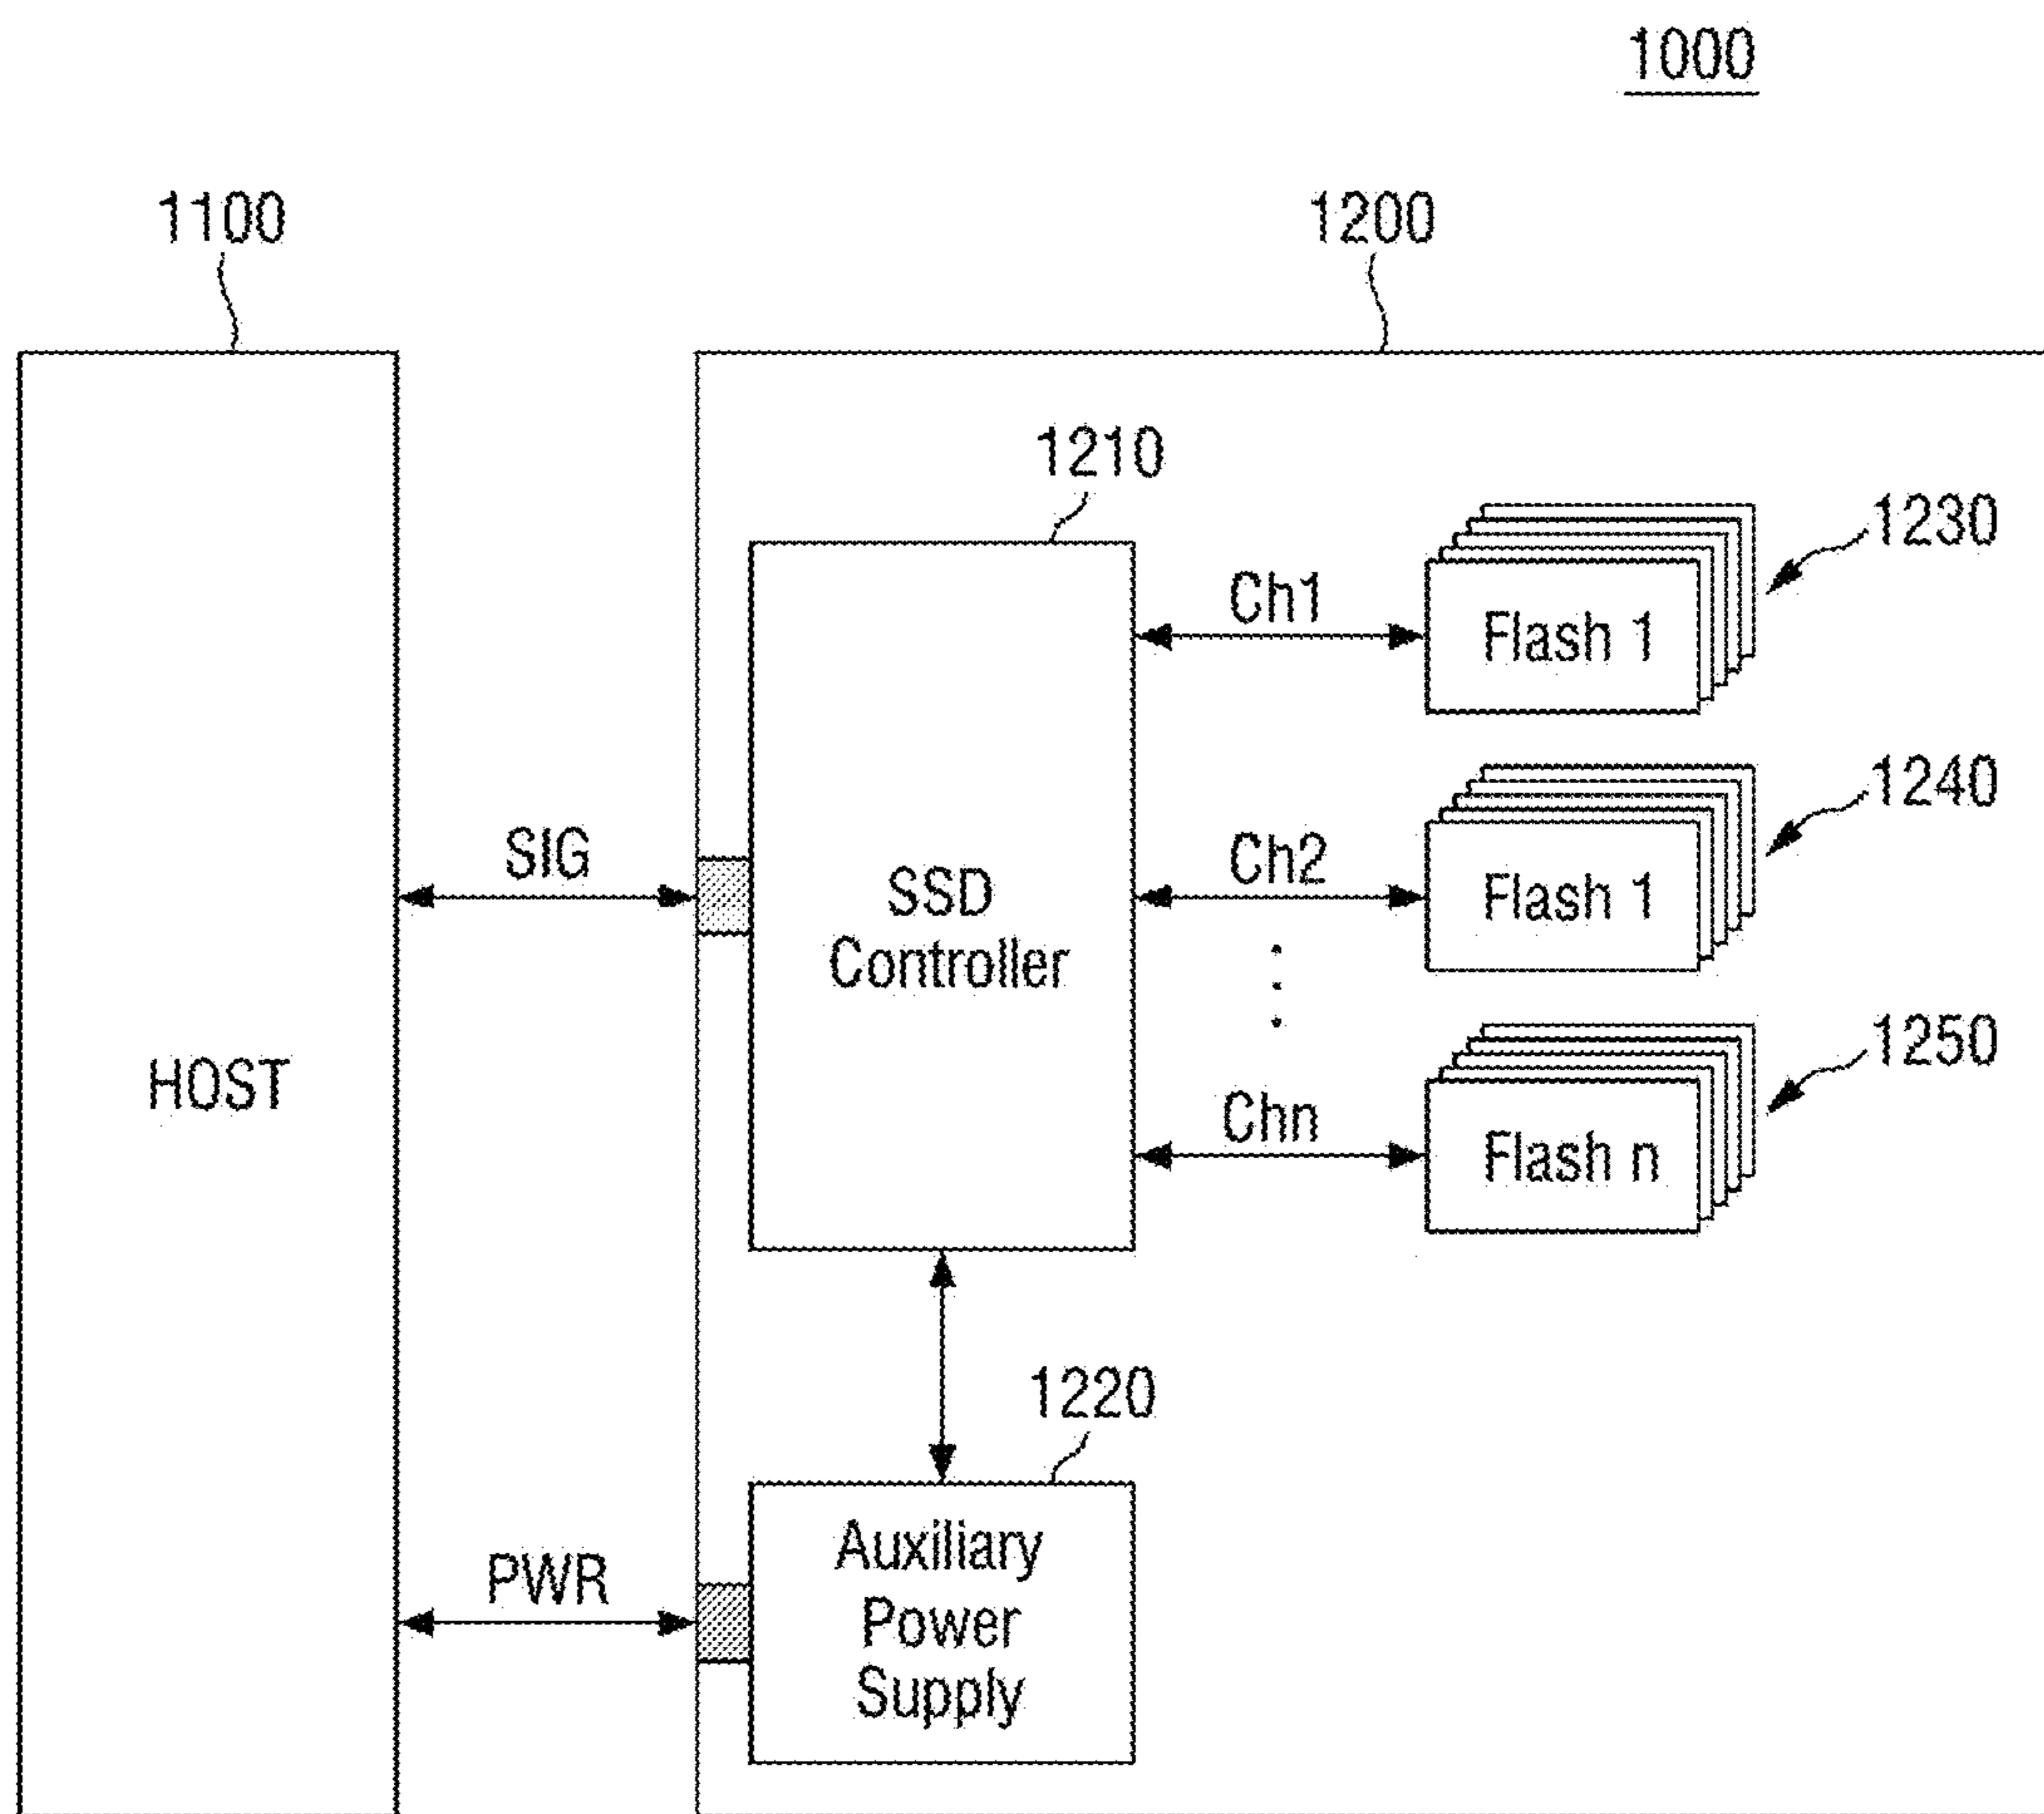 1000
1100
1200
1210
1230
Ch1
Flash 1
1240
SIG
Ch2
SSD
Controller
Flash 1
1250
HOST
Chn
Flash n
1220
PWR
Auxiliary
Power
Supply